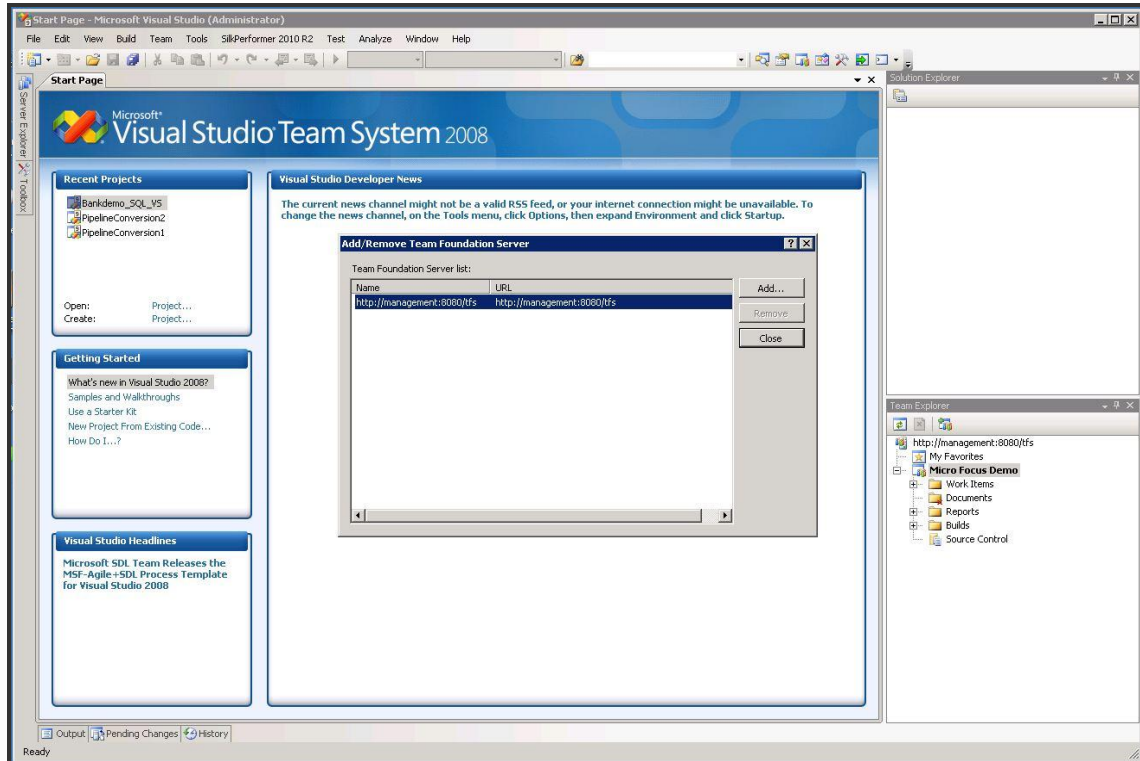 Start Page - Microsoft Visual Studio (Administrator)
File Edit View Build Team Tools SilkPerformer 2010 R2 Test Analyze Window Help
Server Explorer
Toolbox
Start Page
Microsoft®
Visual Studio Team System 2008
Recent Projects
Bankdemo_SQL_VS
PipelineConversion2
PipelineConversion1
Open: Project...
Create: Project...
Getting Started
What's new in Visual Studio 2008?
Samples and Walkthroughs
Use a Starter Kit
New Project From Existing Code...
How Do I...?
Visual Studio Headlines
Microsoft SDL Team Releases the
MSF-Agile+SDL Process Template
for Visual Studio 2008
Visual Studio Developer News
The current news channel might not be a valid RSS feed, or your internet connection might be unavailable. To
change the news channel, on the Tools menu, click Options, then expand Environment and click Startup.
Add/Remove Team Foundation Server
Team Foundation Server list:
Name URL
http://management:8080/tfs http://management:8080/tfs
Add...
Remove
Close
Solution Explorer
Team Explorer
http://management:8080/tfs
My Favorites
Micro Focus Demo
Work Items
Documents
Reports
Builds
Source Control
Output Pending Changes History
Ready